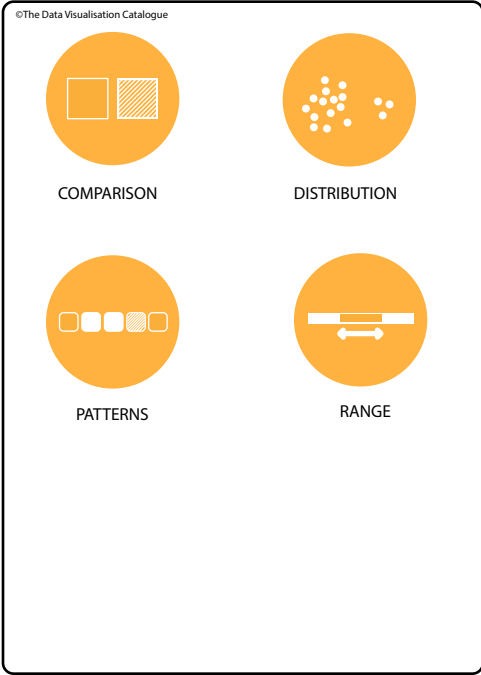 ©The Data Visualisation Catalogue
COMPARISON
DISTRIBUTION
PATTERNS
RANGE